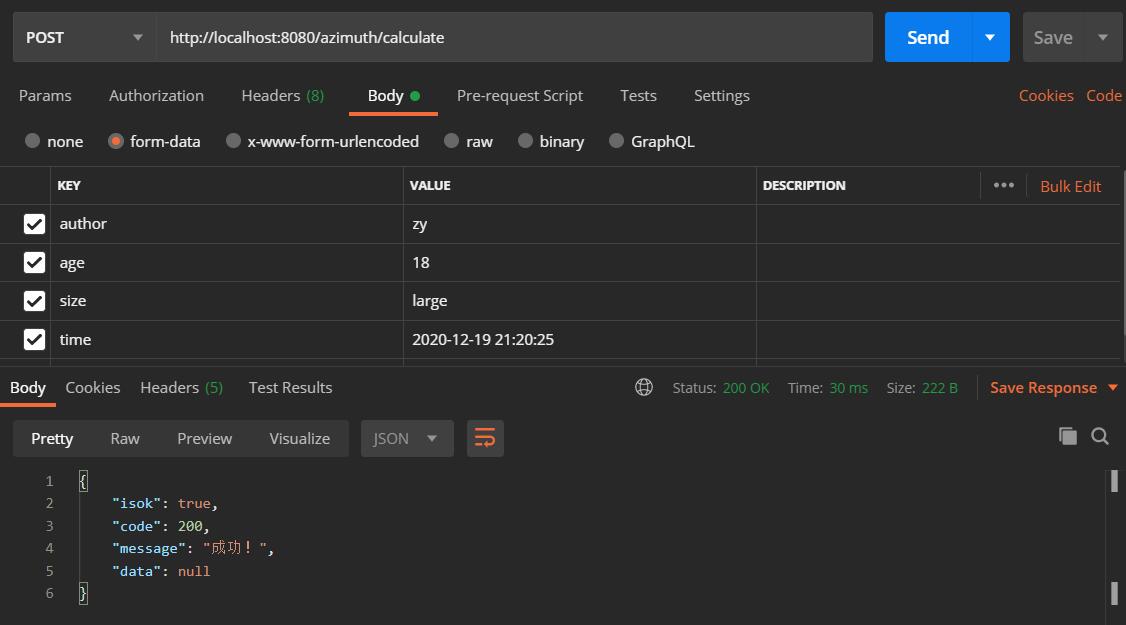 POST http://localhost:8080/azimuth/calculate Send Save
Params Authorization Headers (8) Body Pre-request Script Tests Settings Cookies Code
none form-data x-www-form-urlencoded raw binary GraphQL
KEY VALUE DESCRIPTION ••• Bulk Edit
author zy
age 18
size large
time 2020-12-19 21:20:25
Body Cookies Headers (5) Test Results Status: 200 OK Time: 30 ms Size: 222 B Save Response
Pretty Raw Preview Visualize JSON
1 {
2 "isok": true,
3 "code": 200,
4 "message": "成功！",
5 "data": null
6 }